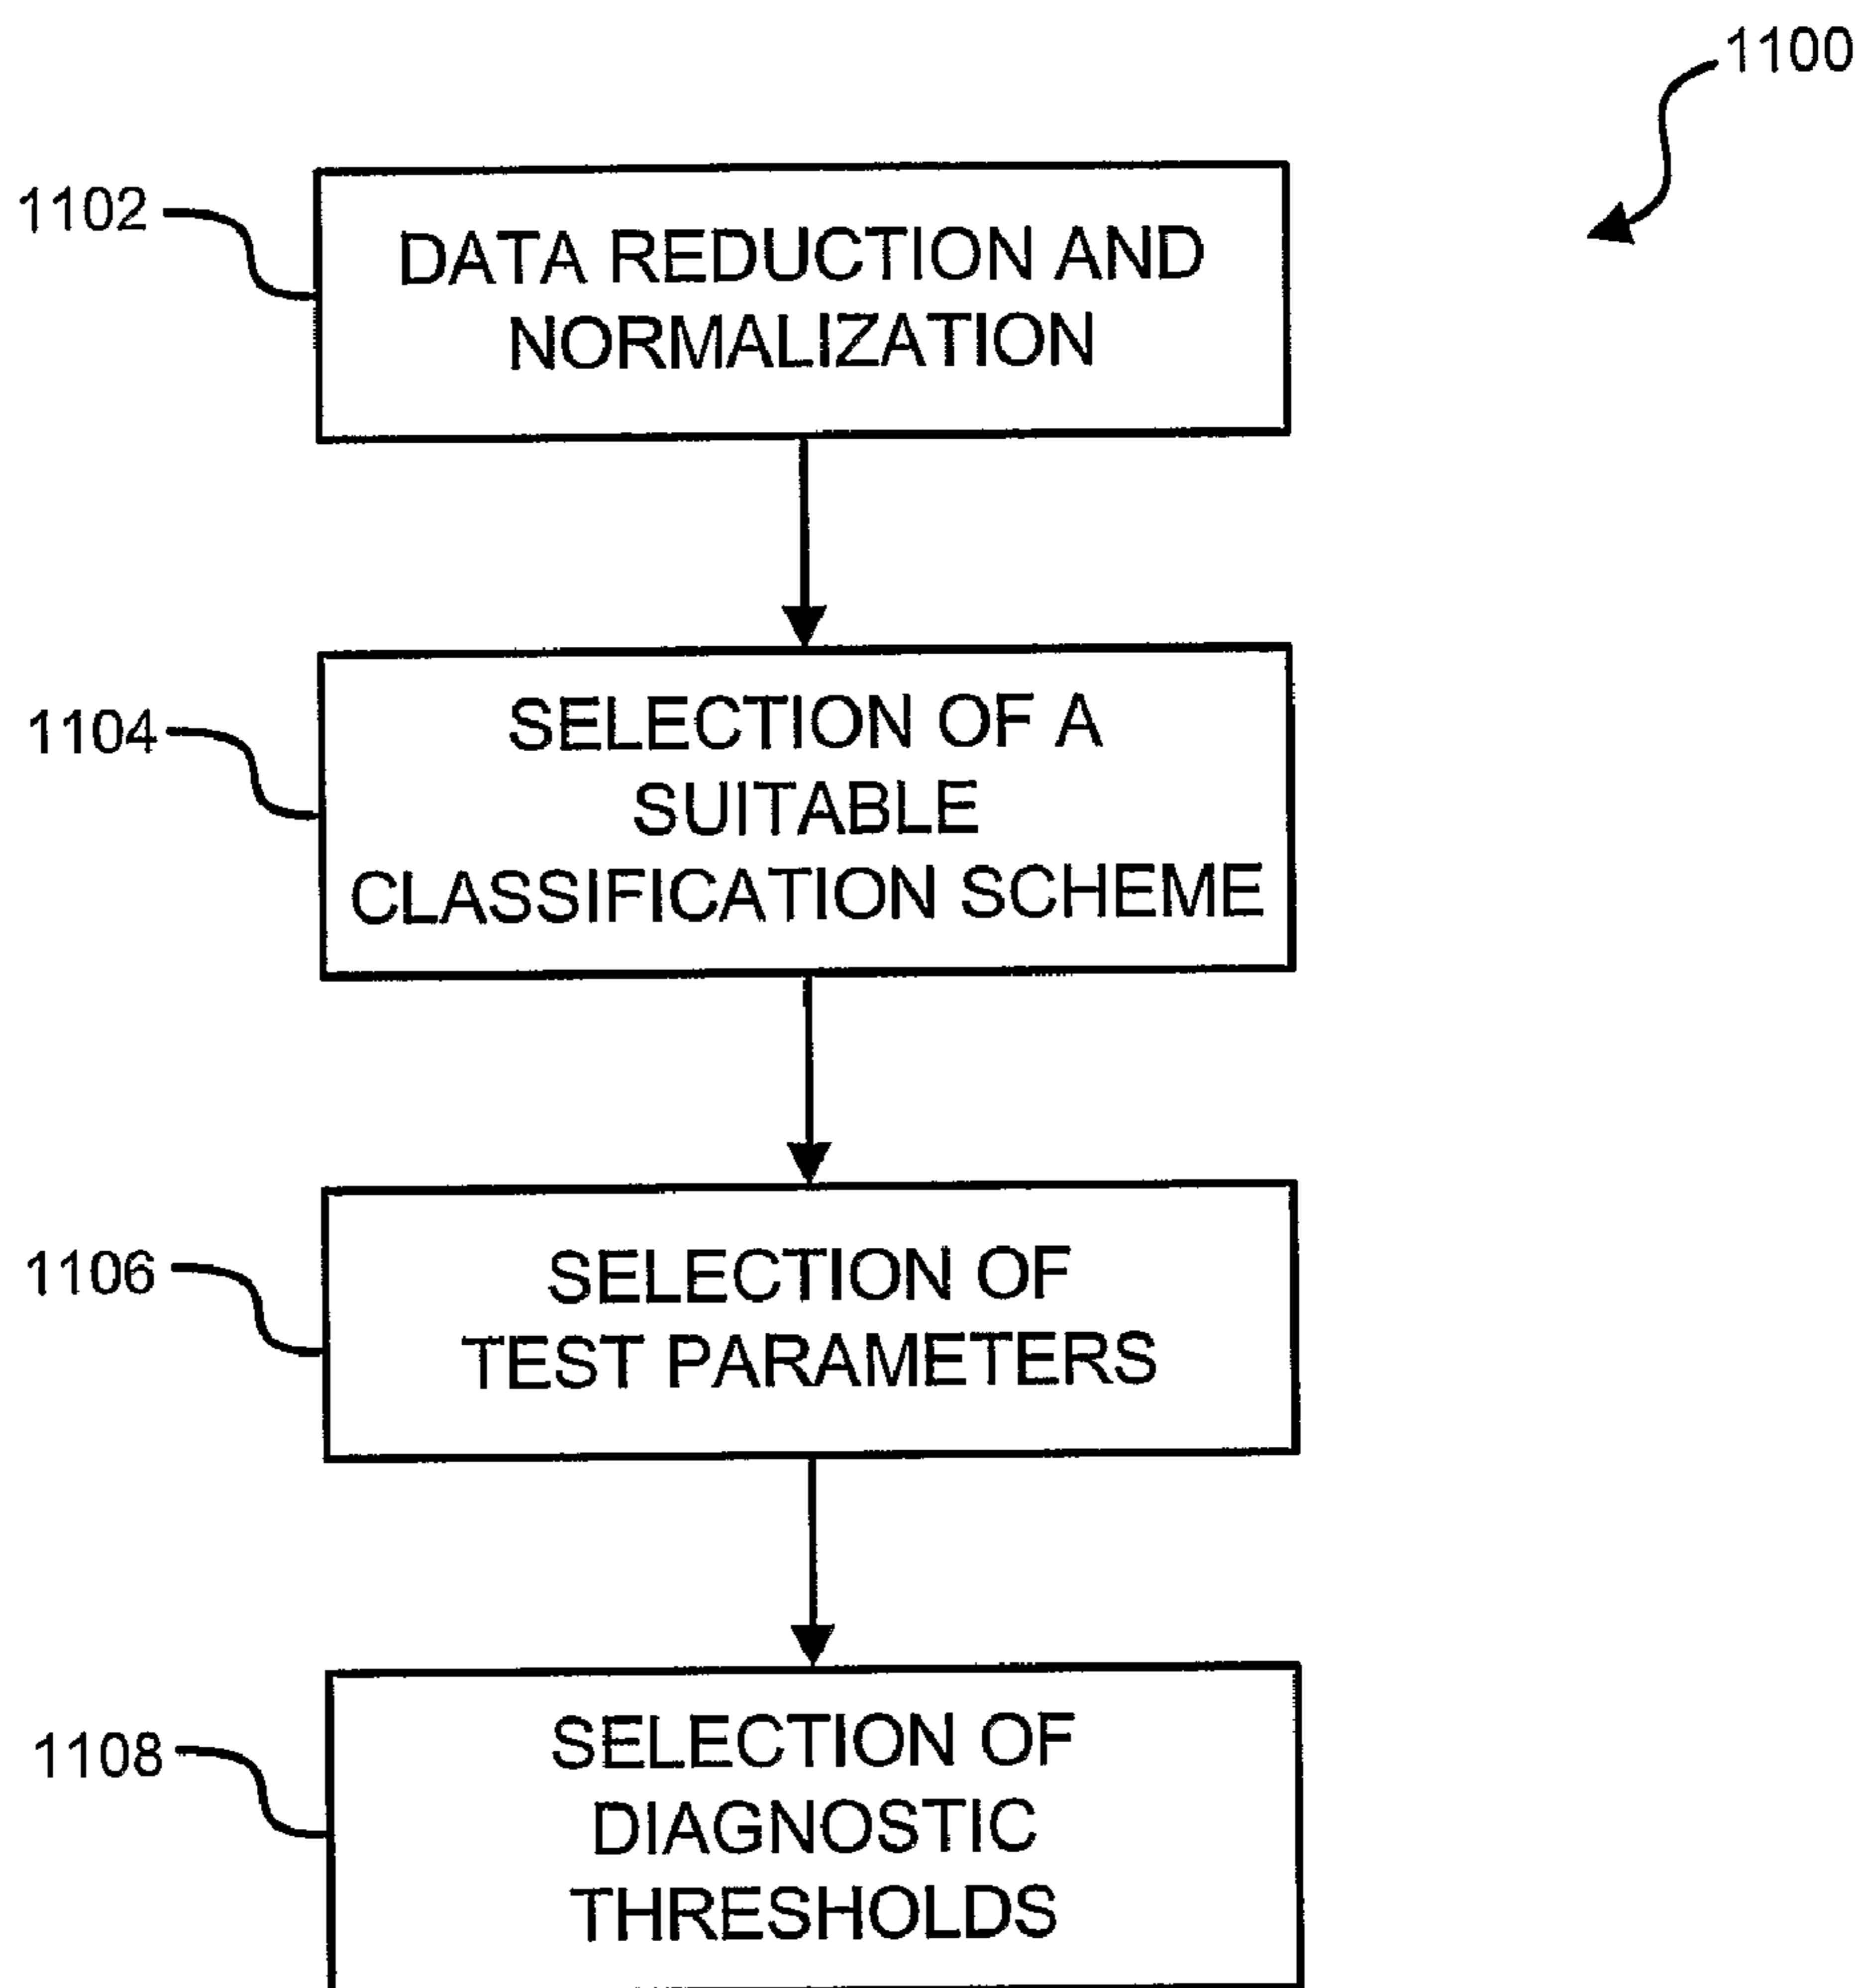 1100
1102
DATA REDUCTION AND
NORMALIZATION
1104
SELECTION OF A
SUITABLE
CLASSIFICATION SCHEME
1106
SELECTION OF
TEST PARAMETERS
1108
SELECTION OF
DIAGNOSTIC
THRESHOLDS